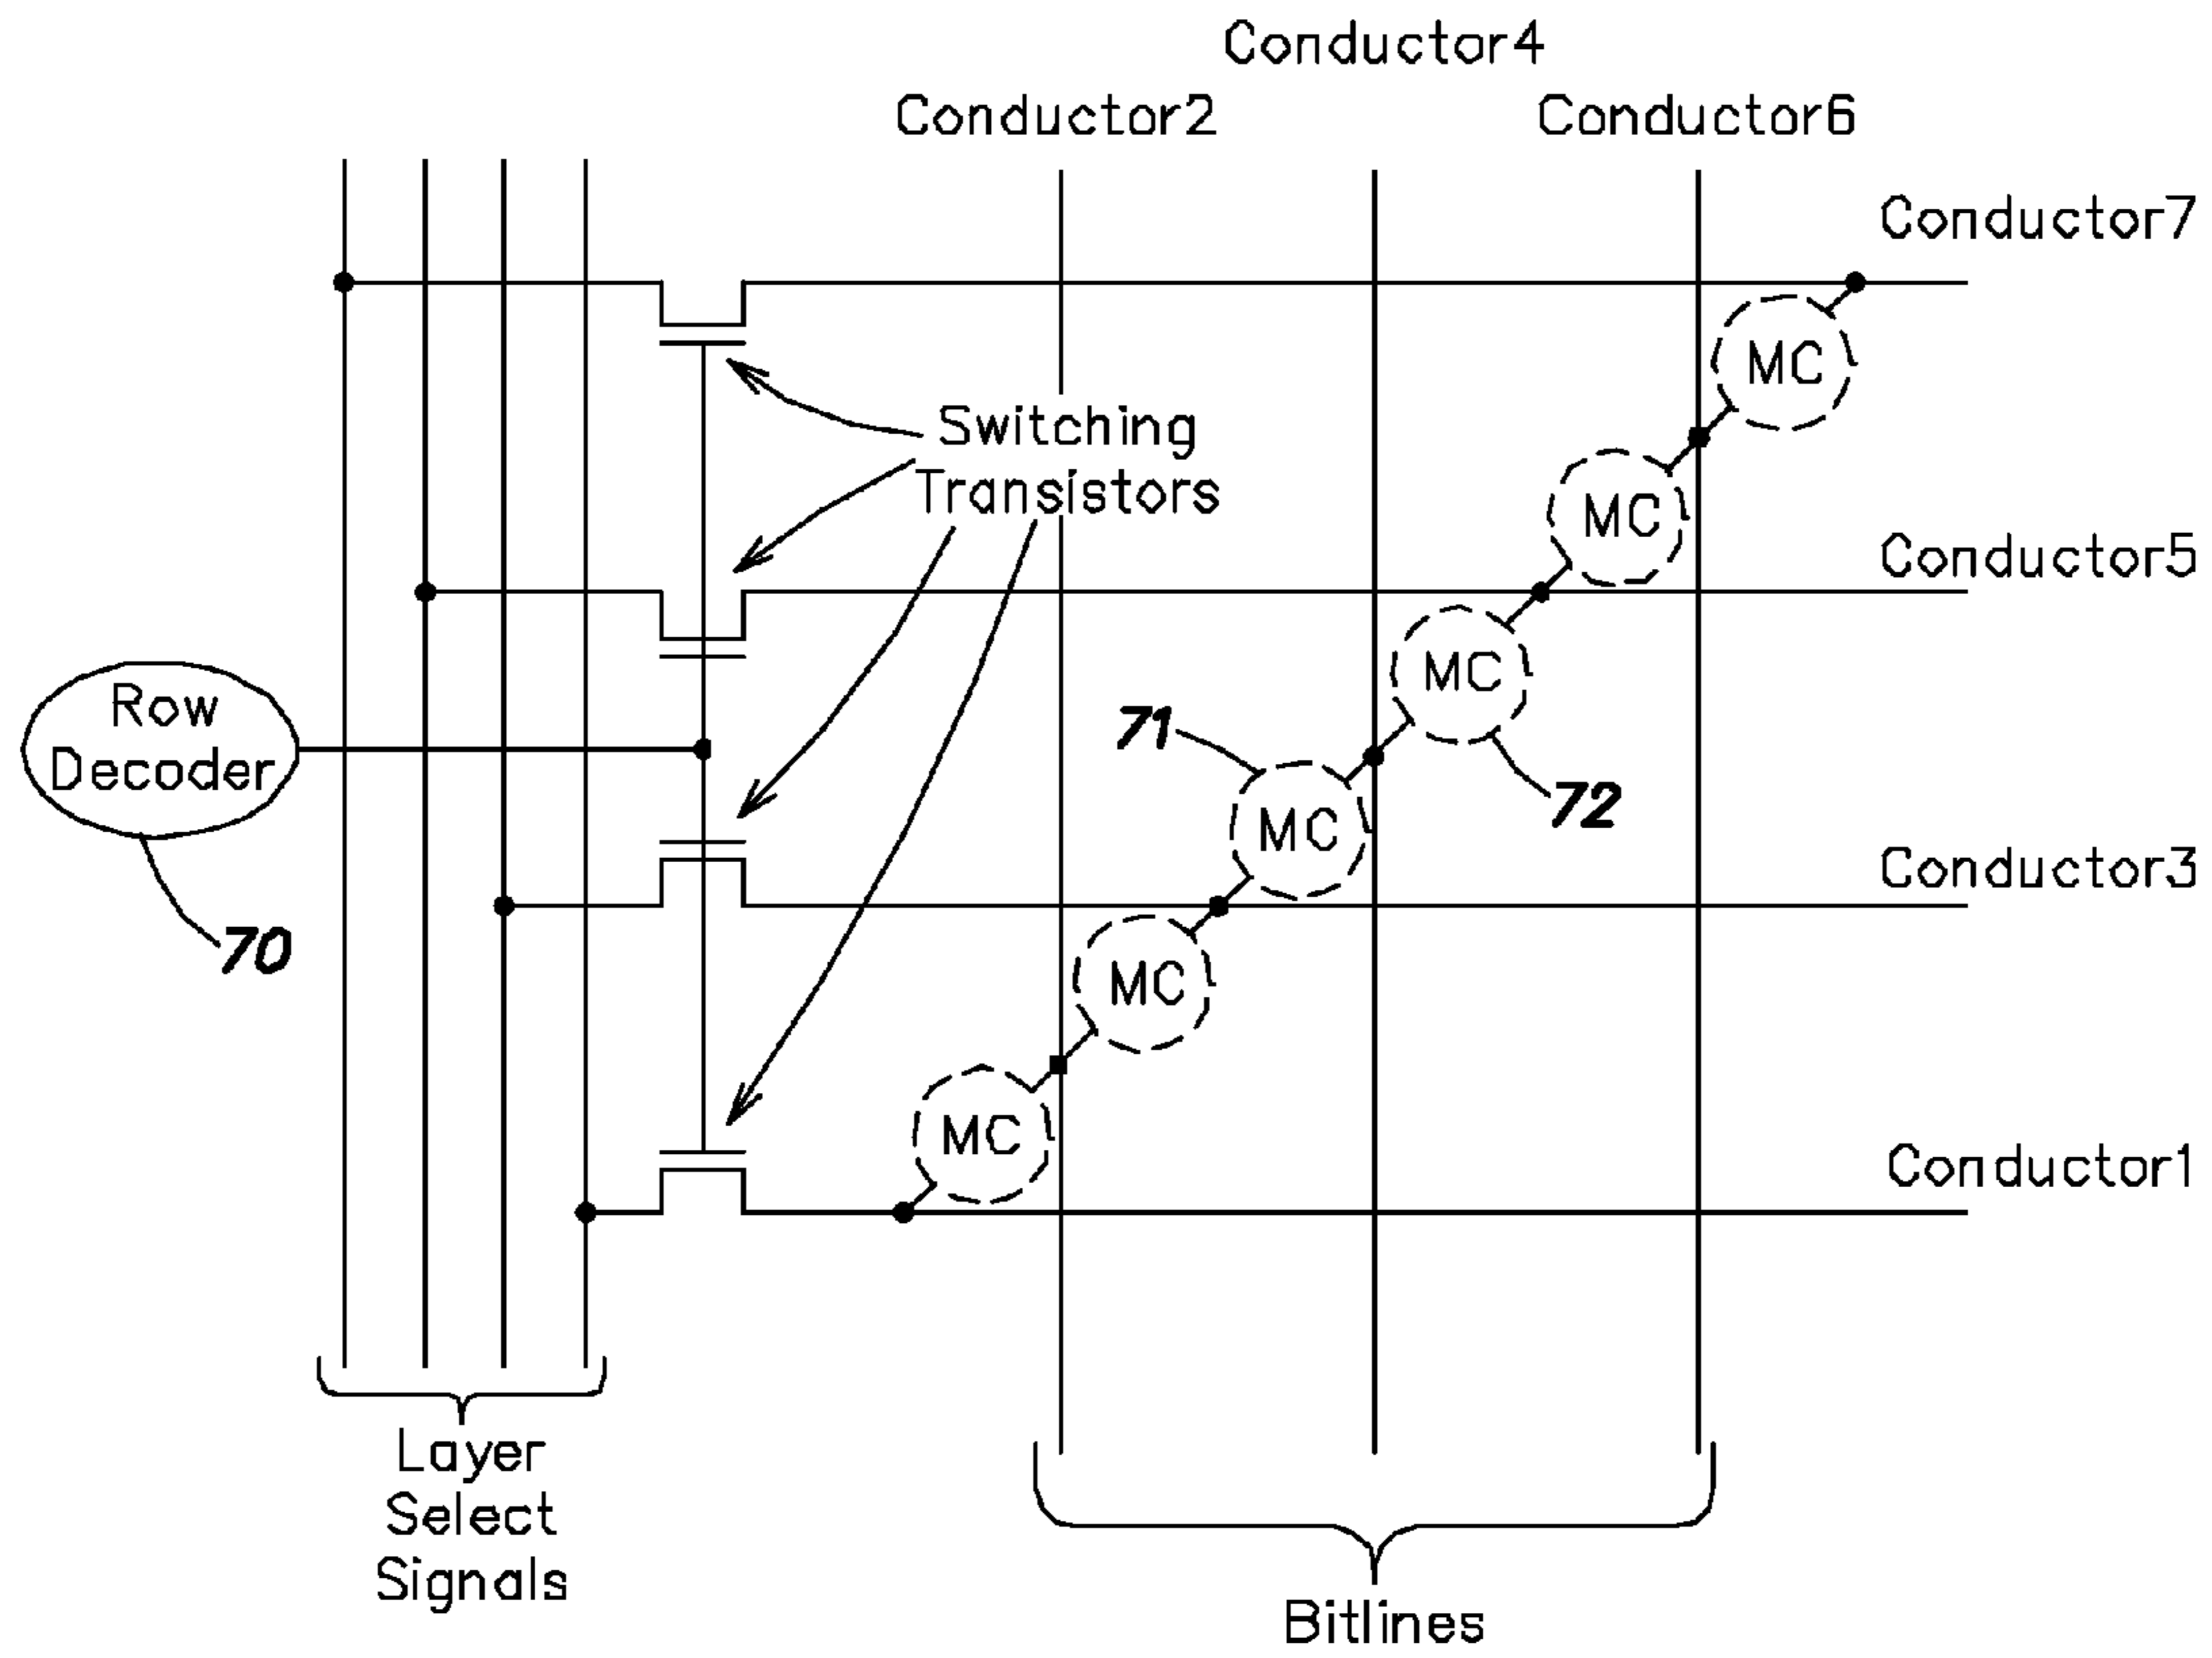 Conductor4
Conductor2
Conductor6
Conductor7
Switching
Transistors
Conductor5
Row
Decoder
70
71
72
MC
MC
MC
MC
MC
MC
Conductor3
Conductor1
Layer
Select
Signals
Bitlines